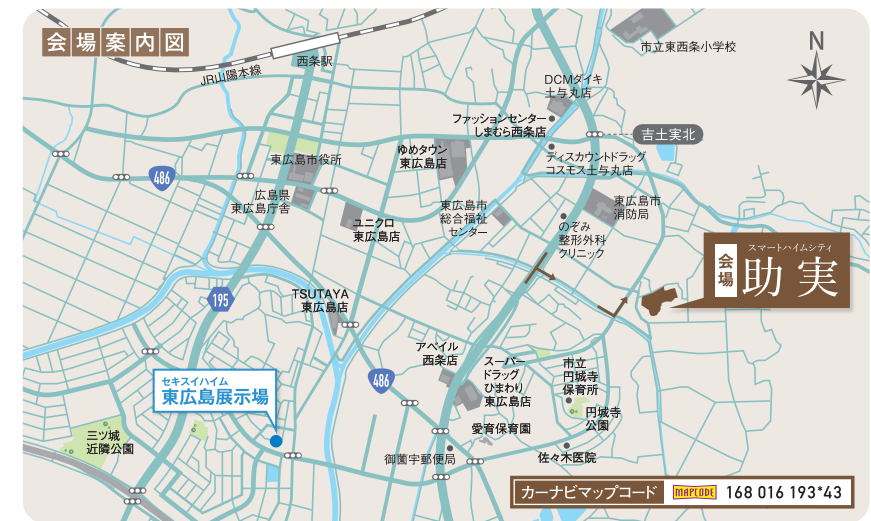 会場案内図
JR山陽本線
西条駅
市立東西条小学校
N
DCMダイキ
土与丸店
ファッションセンター
しまむら西条店
吉土実北
ゆめタウン
東広島店
ディスカウントドラッグ
コスモス土与丸店
東広島市役所
486
広島県
東広島庁舎
東広島市
総合福祉
センター
東広島市
消防局
ユニクロ
東広島店
のぞみ
整形外科
クリニック
スマートハイムシティ
会場
助実
195
TSUTAYA
東広島店
アベイル
西条店
スーパー
ドラッグ
ひまわり
東広島店
市立
円城寺
保育所
486
セキスイハイム
東広島展示場
円城寺
公園
愛育保育園
三ツ城
近隣公園
御薗宇郵便局
佐々木医院
カーナビマップコード
MAPCODE
168 016 193*43